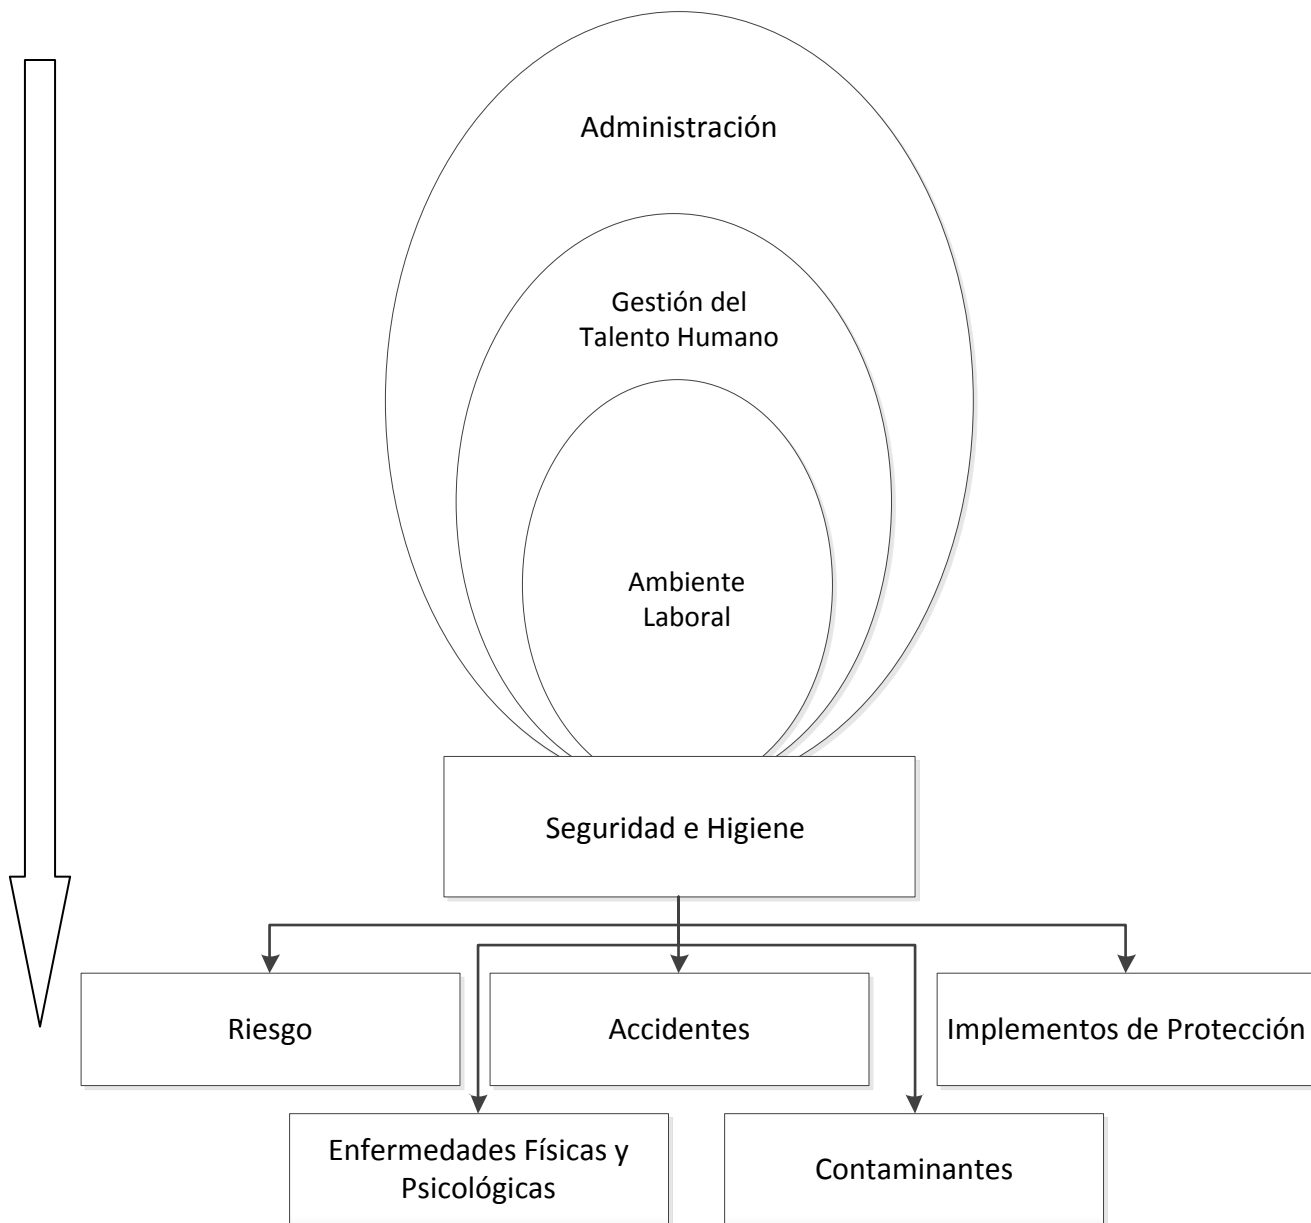 Administración
Gestión del
Talento Humano
Ambiente
Laboral
Seguridad e Higiene
Riesgo
Accidentes
Implementos de Protección
Enfermedades Físicas y
Psicológicas
Contaminantes